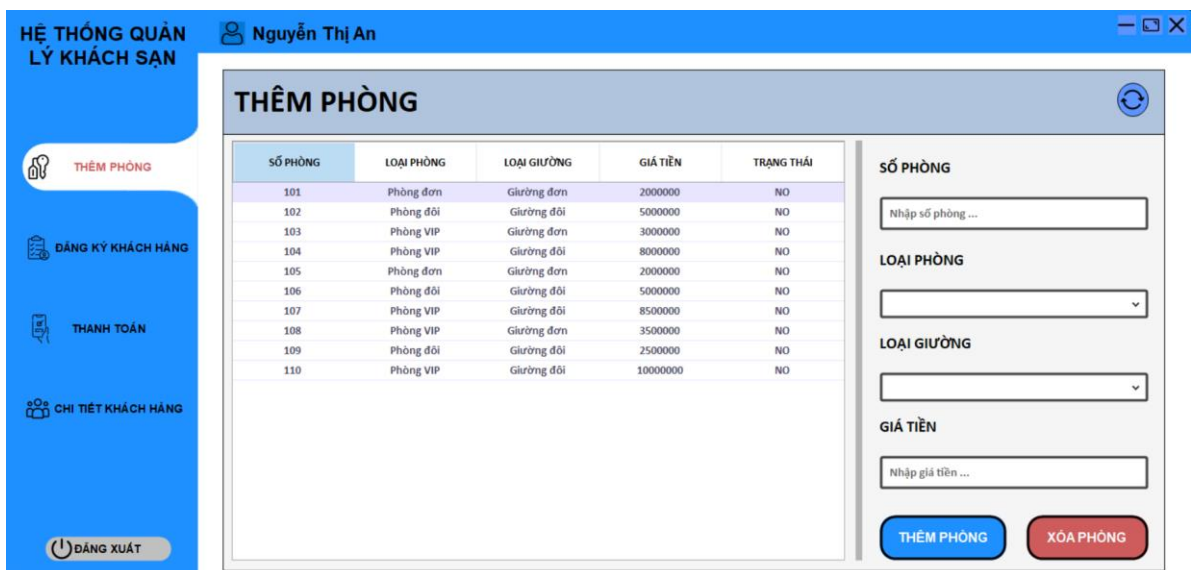 HỆ THỐNG QUẢN
LÝ KHÁCH SẠN
Nguyễn Thị An
THÊM PHÒNG
ĐĂNG KÝ KHÁCH HÀNG
THANH TOÁN
CHI TIẾT KHÁCH HÀNG
ĐĂNG XUẤT
THÊM PHÒNG
SỐ PHÒNG LOẠI PHÒNG LOẠI GIƯỜNG GIÁ TIỀN TRẠNG THÁI
101 Phòng đơn Giường đơn 2000000 NO
102 Phòng đôi Giường đôi 5000000 NO
103 Phòng VIP Giường đơn 3000000 NO
104 Phòng VIP Giường đôi 8000000 NO
105 Phòng đơn Giường đơn 2000000 NO
106 Phòng đôi Giường đôi 5000000 NO
107 Phòng VIP Giường đôi 8500000 NO
108 Phòng VIP Giường đơn 3500000 NO
109 Phòng đôi Giường đôi 2500000 NO
110 Phòng VIP Giường đôi 10000000 NO
SỐ PHÒNG
Nhập số phòng ...
LOẠI PHÒNG
LOẠI GIƯỜNG
GIÁ TIỀN
Nhập giá tiền ...
THÊM PHÒNG
XÓA PHÒNG